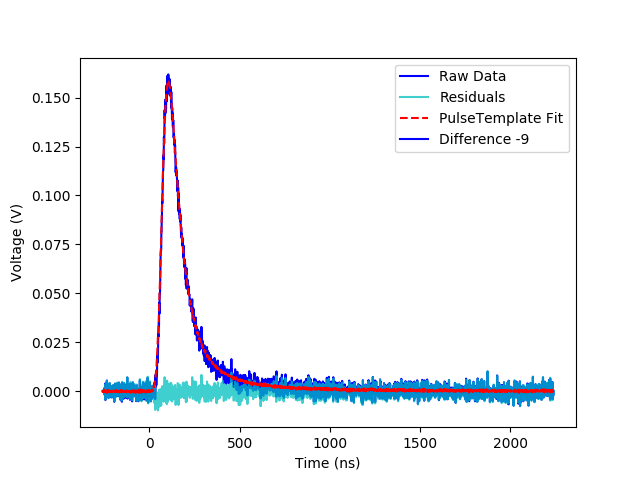 Raw Data
Residuals
PulseTemplate Fit
Difference -9
0.150
0.125
0.100
0.075
0.050
0.025
0.000
Voltage (V)
0
500
1000
1500
2000
Time (ns)